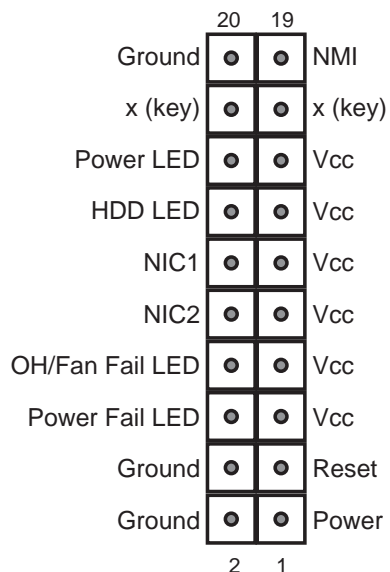 20 19
Ground NMI
x (key) x (key)
Power LED Vcc
HDD LED Vcc
NIC1 Vcc
NIC2 Vcc
OH/Fan Fail LED Vcc
Power Fail LED Vcc
Ground Reset
Ground Power
2 1